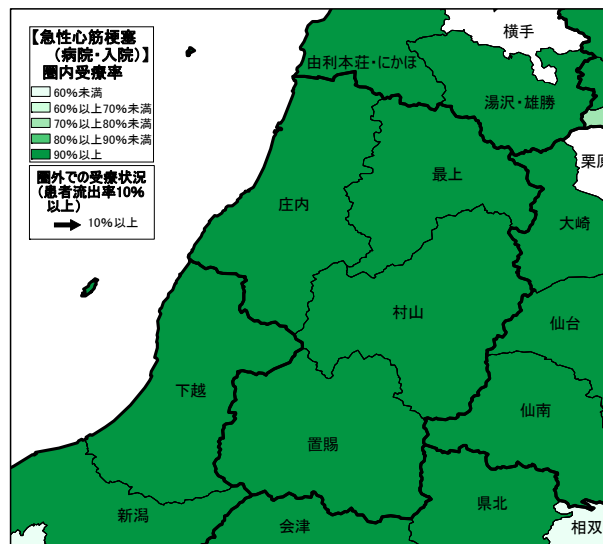 【急性心筋梗塞
(病院・入院)】
圏内受療率
60%未満
60%以上70%未満
70%以上80%未満
80%以上90%未満
90%以上
圏外での受療状況
(患者流出率10%
以上)
10%以上
横手
由利本荘・にかほ
湯沢・雄勝
栗原
最上
庄内
大崎
村山
仙台
下越
仙南
置賜
県北
新潟
会津
相双